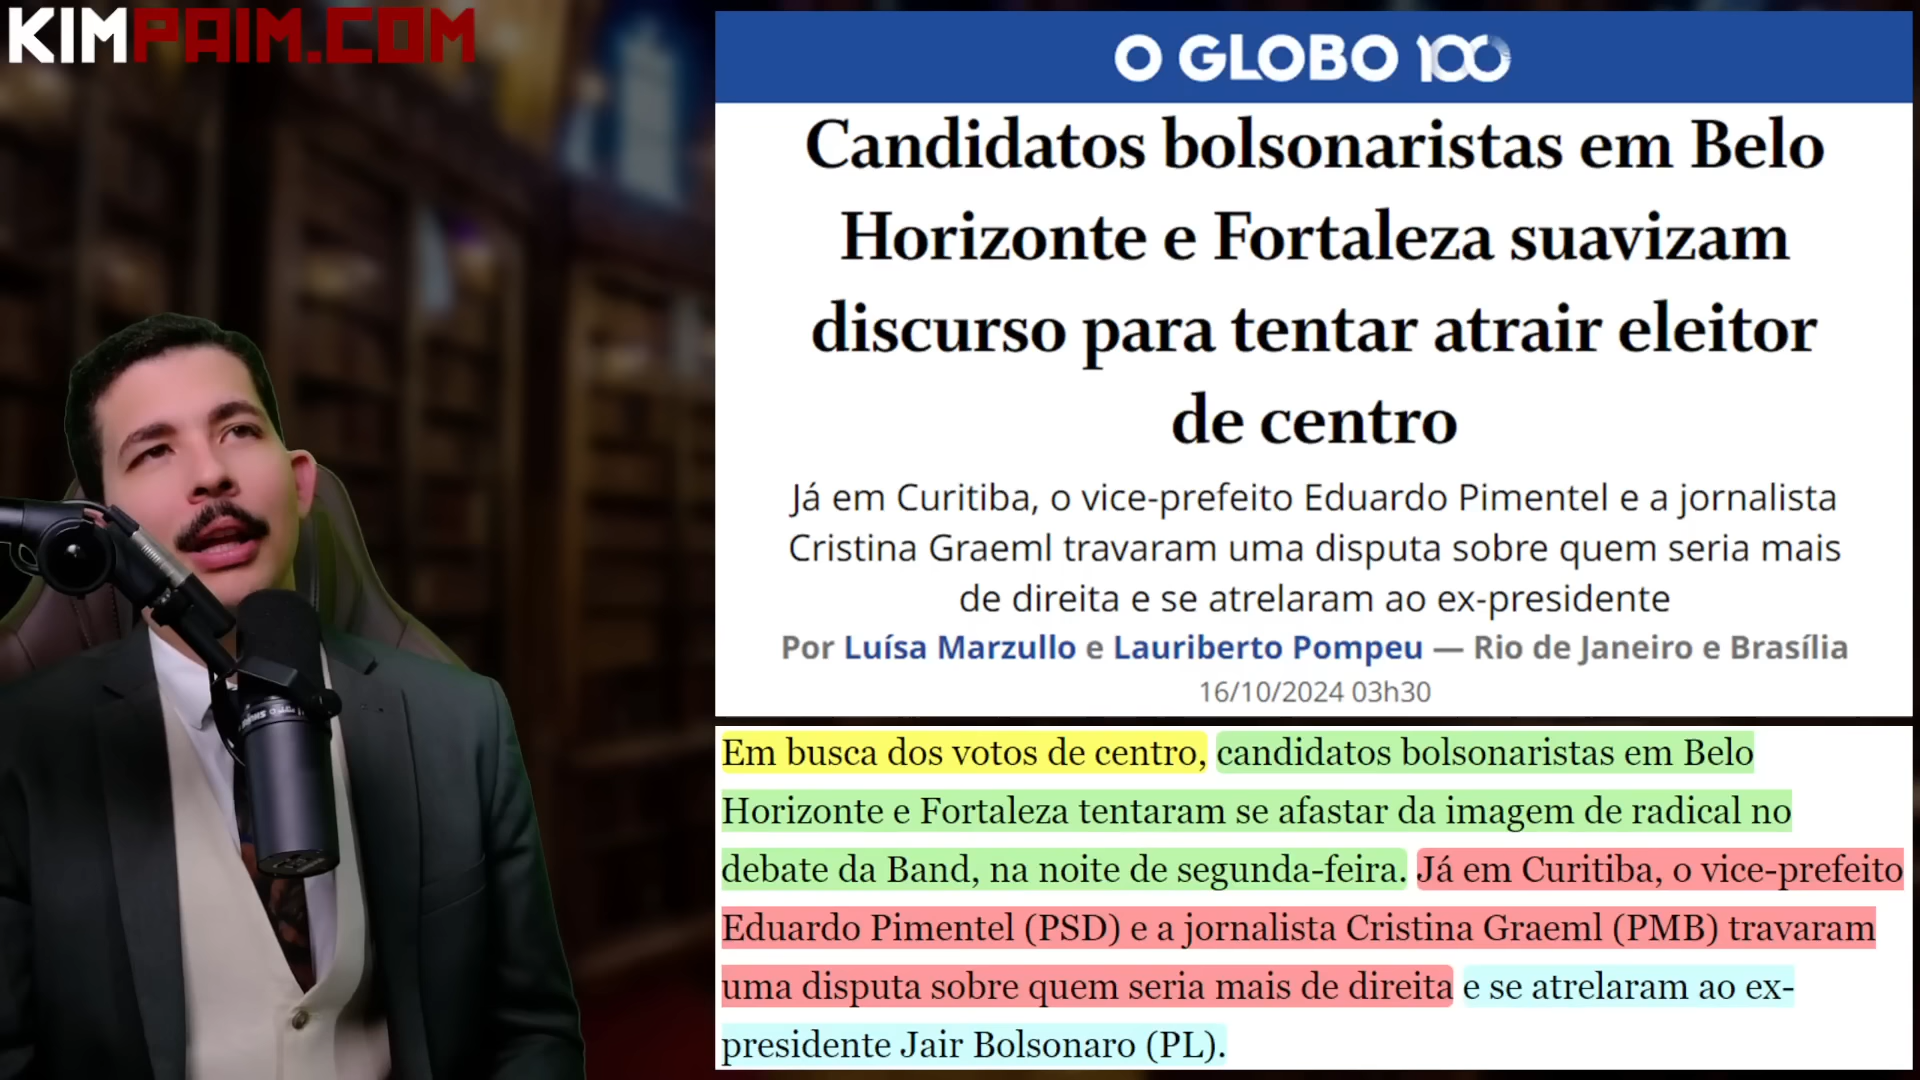 KIMPAIM.COM
O GLOBO 100
Candidatos bolsonaristas em Belo
Horizonte e Fortaleza suavizam
discurso para tentar atrair eleitor
de centro
Já em Curitiba, o vice-prefeito Eduardo Pimentel e a jornalista
Cristina Graeml travaram uma disputa sobre quem seria mais
de direita e se atrelaram ao ex-presidente
Por Luísa Marzullo e Lauriberto Pompeu — Rio de Janeiro e Brasília
16/10/2024 03h30
Em busca dos votos de centro, candidatos bolsonaristas em Belo
Horizonte e Fortaleza tentaram se afastar da imagem de radical no
debate da Band, na noite de segunda-feira. Já em Curitiba, o vice-prefeito
Eduardo Pimentel (PSD) e a jornalista Cristina Graeml (PMB) travaram
uma disputa sobre quem seria mais de direita e se atrelaram ao ex-
presidente Jair Bolsonaro (PL).